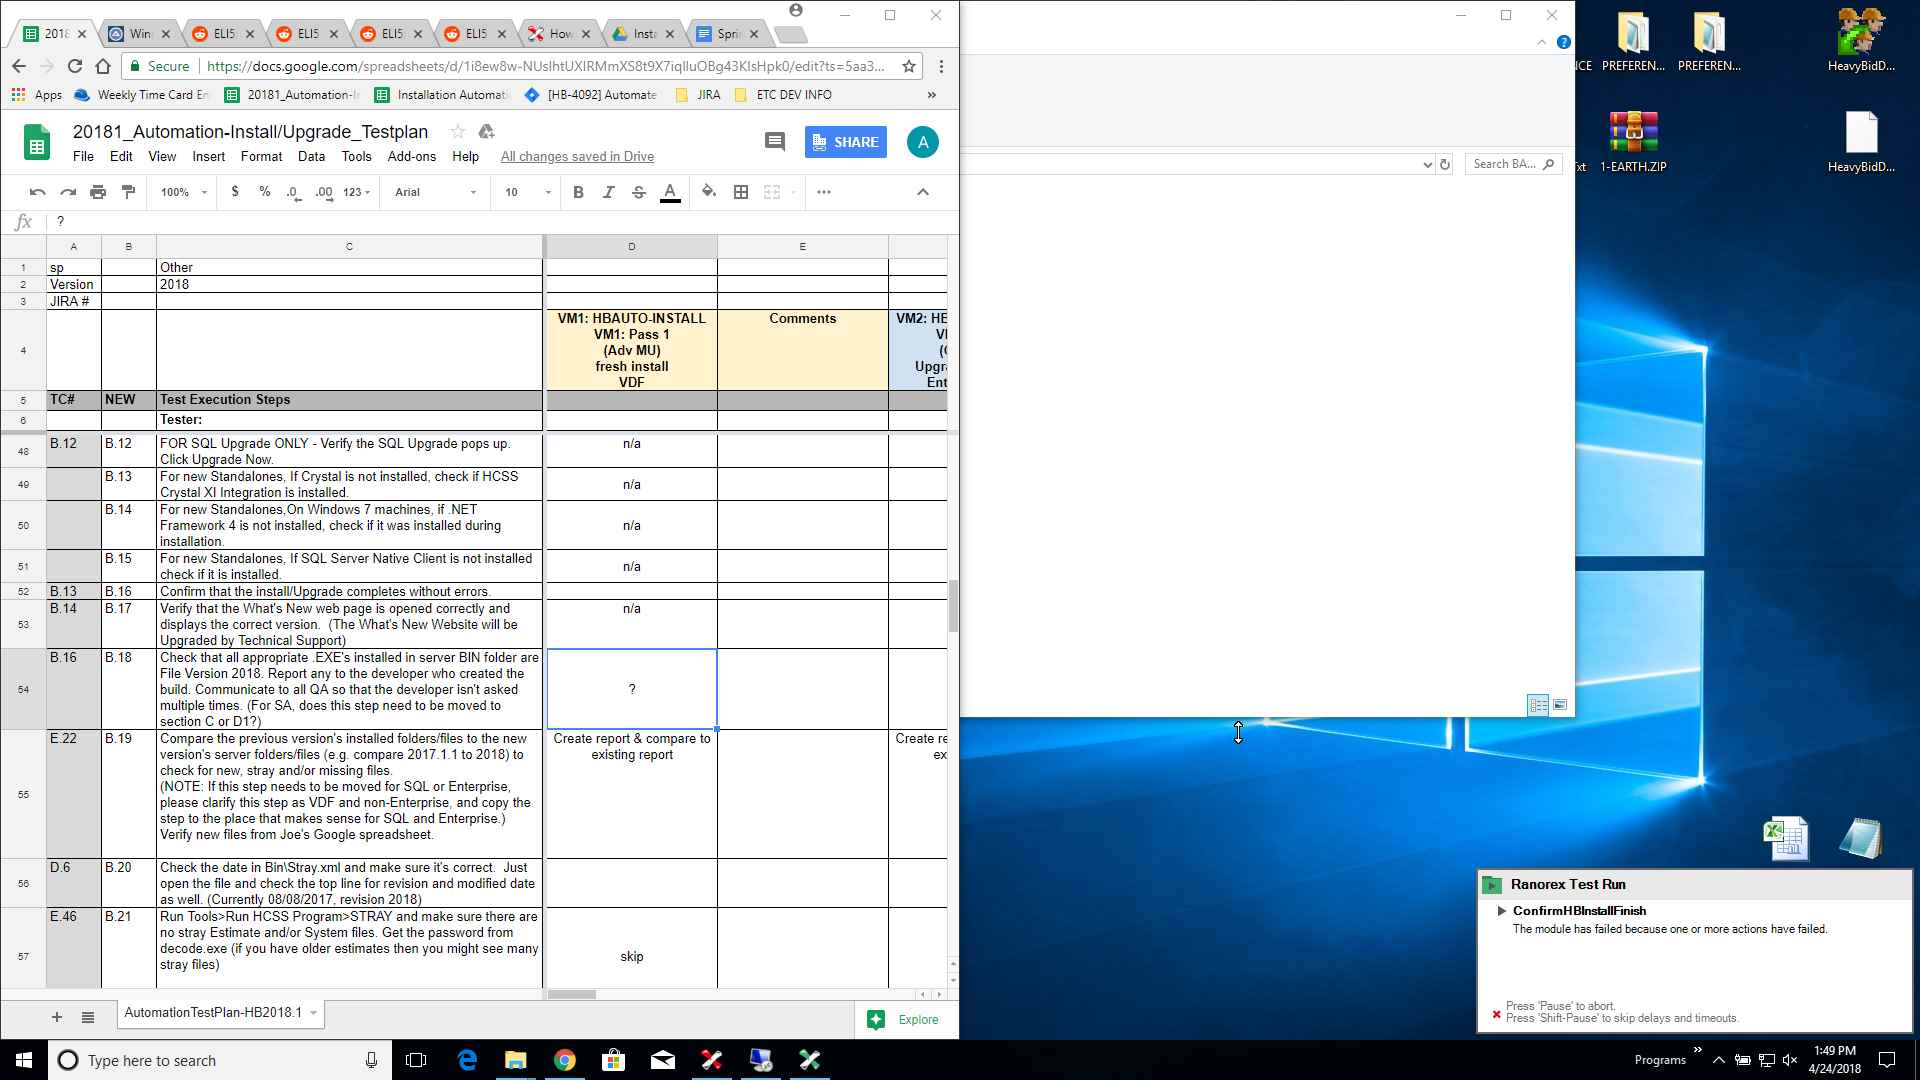 2018
Win
ELI5
ELI5
ELI5
ELI5
How
Insta
Sprin
Secure
https://docs.google.com/spreadsheets/d/1i8ew8w-NUslhtUXlRMmXS8t9X7iqlluOBg43KlsHpk0/edit?ts=5aa3...
Apps
Weekly Time Card En
20181_Automation-I
Installation Automati
[HB-4092] Automate
JIRA
ETC DEV INFO
»
20181_Automation-Install/Upgrade_Testplan
File Edit View Insert Format Data Tools Add-ons Help All changes saved in Drive
SHARE
A
100% $ % .0 .00 123 Arial 10 B I S A
fx ?
A B C D E
1 sp Other
2 Version 2018
3 JIRA #
4
VM1: HBAUTO-INSTALL
VM1: Pass 1
(Adv MU)
fresh install
VDF
Comments
VM2: HE
Upgra
Ent
5 TC# NEW Test Execution Steps
6 Tester:
48 B.12 B.12 FOR SQL Upgrade ONLY - Verify the SQL Upgrade pops up.
Click Upgrade Now.
n/a
49 B.13 For new Standalones, If Crystal is not installed, check if HCSS
Crystal XI Integration is installed.
n/a
50 B.14 For new Standalones,On Windows 7 machines, if .NET
Framework 4 is not installed, check if it was installed during
installation.
n/a
51 B.15 For new Standalones, If SQL Server Native Client is not installed
check if it is installed.
n/a
52 B.13 B.16 Confirm that the install/Upgrade completes without errors.
53 B.14 B.17 Verify that the What's New web page is opened correctly and
displays the correct version. (The What's New Website will be
Upgraded by Technical Support)
n/a
54 B.16 B.18 Check that all appropriate .EXE's installed in server BIN folder are
File Version 2018. Report any to the developer who created the
build. Communicate to all QA so that the developer isn't asked
multiple times. (For SA, does this step need to be moved to
section C or D1?)
?
55 E.22 B.19 Compare the previous version's installed folders/files to the new
version's server folders/files (e.g. compare 2017.1.1 to 2018) to
check for new, stray and/or missing files.
(NOTE: If this step needs to be moved for SQL or Enterprise,
please clarify this step as VDF and non-Enterprise, and copy the
step to the place that makes sense for SQL and Enterprise.)
Verify new files from Joe's Google spreadsheet.
Create report & compare to
existing report
Create re
ex
56 D.6 B.20 Check the date in Bin\Stray.xml and make sure it's correct. Just
open the file and check the top line for revision and modified date
as well. (Currently 08/08/2017, revision 2018)
57 E.46 B.21 Run Tools>Run HCSS Program>STRAY and make sure there are
no stray Estimate and/or System files. Get the password from
decode.exe (if you have older estimates then you might see many
stray files)
skip
AutomationTestPlan-HB2018.1
Explore
Search BA...
NCE
PREFEREN...
PREFEREN...
HeavyBidD...
txt
1-EARTH.ZIP
HeavyBidD...
Ranorex Test Run
ConfirmHBInstallFinish
The module has failed because one or more actions have failed.
Press 'Pause' to abort.
Press 'Shift-Pause' to skip delays and timeouts.
Type here to search
Programs
»
1:49 PM
4/24/2018